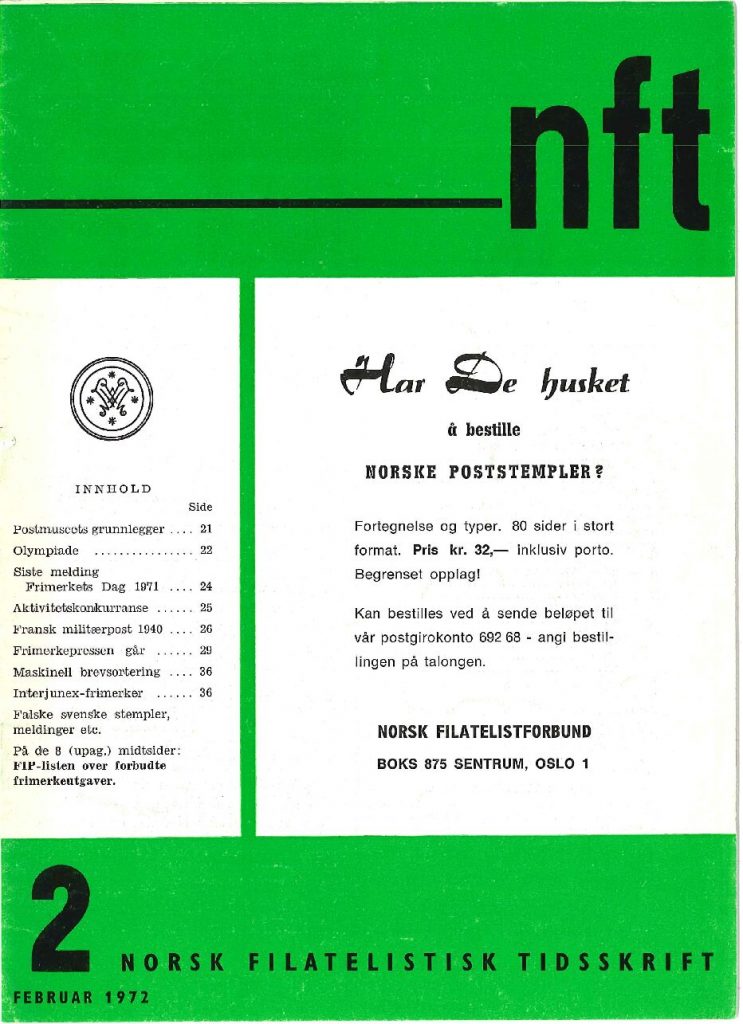 nft
INNHOLD
Side
Postmuseets grunnlegger .... 21
Olympiade ................ 22
Siste melding
Frimerkets Dag 1971 .... 24
Aktivitetskonkurranse ...... 25
Fransk militærpost 1940 .... 26
Frimerkepressen går ...... 29
Maskinell brevsortering .... 36
Interjunex-frimerker ...... 36
Falske svenske stempler,
meldinger etc.
På de 8 (upag.) midtsider:
FIP-listen over forbudte
frimerkeutgaver.
Har De husket
å bestille
NORSKE POSTSTEMPLER?
Fortegnelse og typer. 80 sider i stort
format. Pris kr. 32,— inklusiv porto.
Begrenset opplag!
Kan bestilles ved å sende beløpet til
vår postgirokonto 692 68 - angi bestil-
lingen på talongen.
NORSK FILATELISTFORBUND
BOKS 875 SENTRUM, OSLO 1
2 NORSK FILATELISTISK TIDSSKRIFT
FEBRUAR 1972